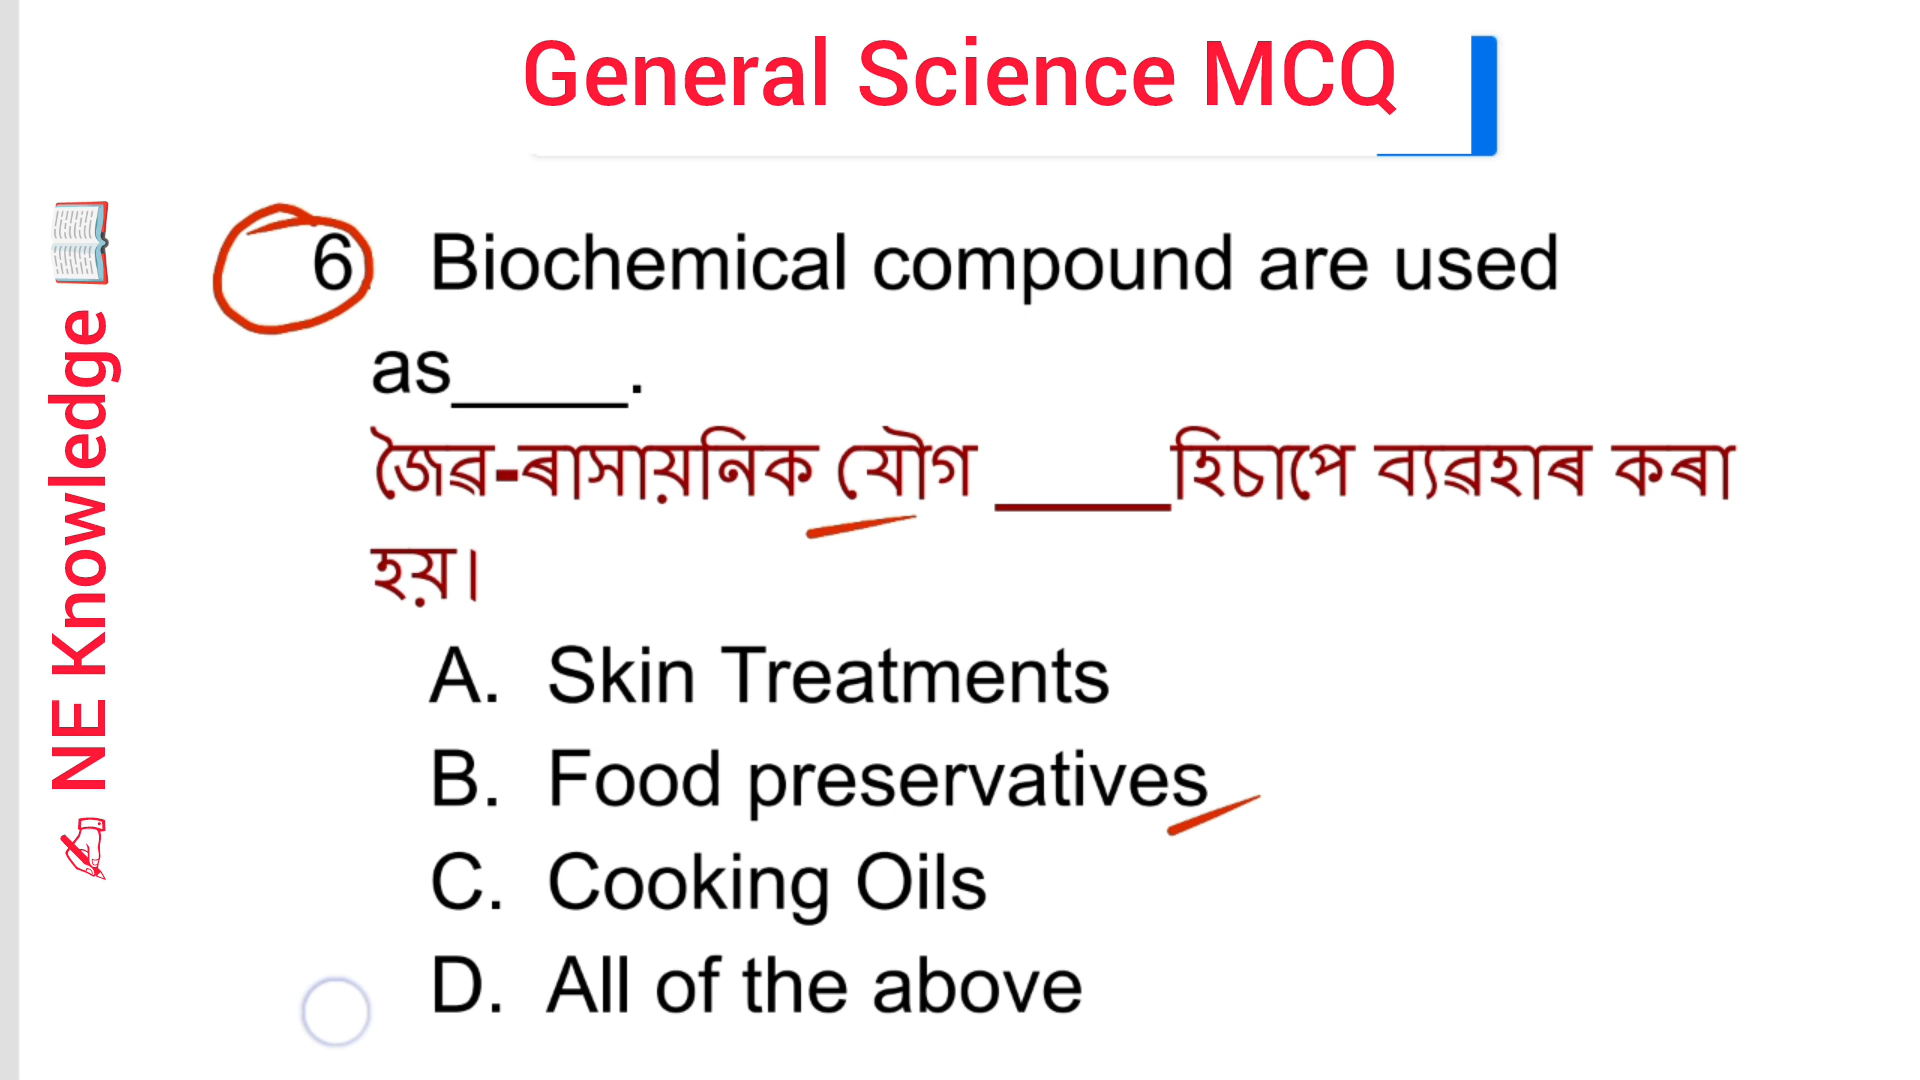 General Science MCQ
✍ NE Knowledge 📖
6 Biochemical compound are used
as_____.
জৈৱ-ৰাসায়নিক যৌগ _____হিচাপে ব্যৱহাৰ কৰা
হয়।
A. Skin Treatments
B. Food preservatives
C. Cooking Oils
D. All of the above